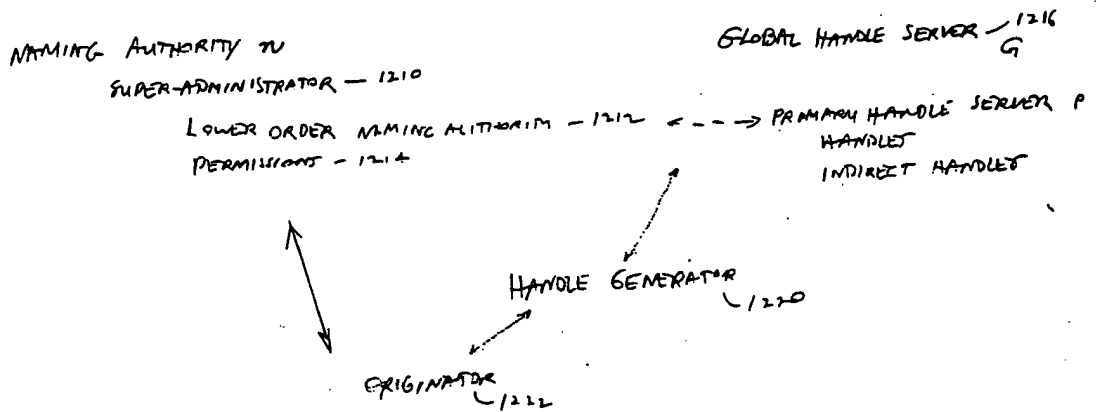 NAMING AUTHORITY N
GLOBAL HANDLE SERVER - 1216
G
SUPER-ADMINISTRATOR - 1210
LOWER ORDER NAMING AUTHORITY - 1212
PRIMARY HANDLE SERVER P
PERMISSIONS - 1214
HANDLES
INDIRECT HANDLES
HANDLE GENERATOR
1220
ORIGINATOR
1222